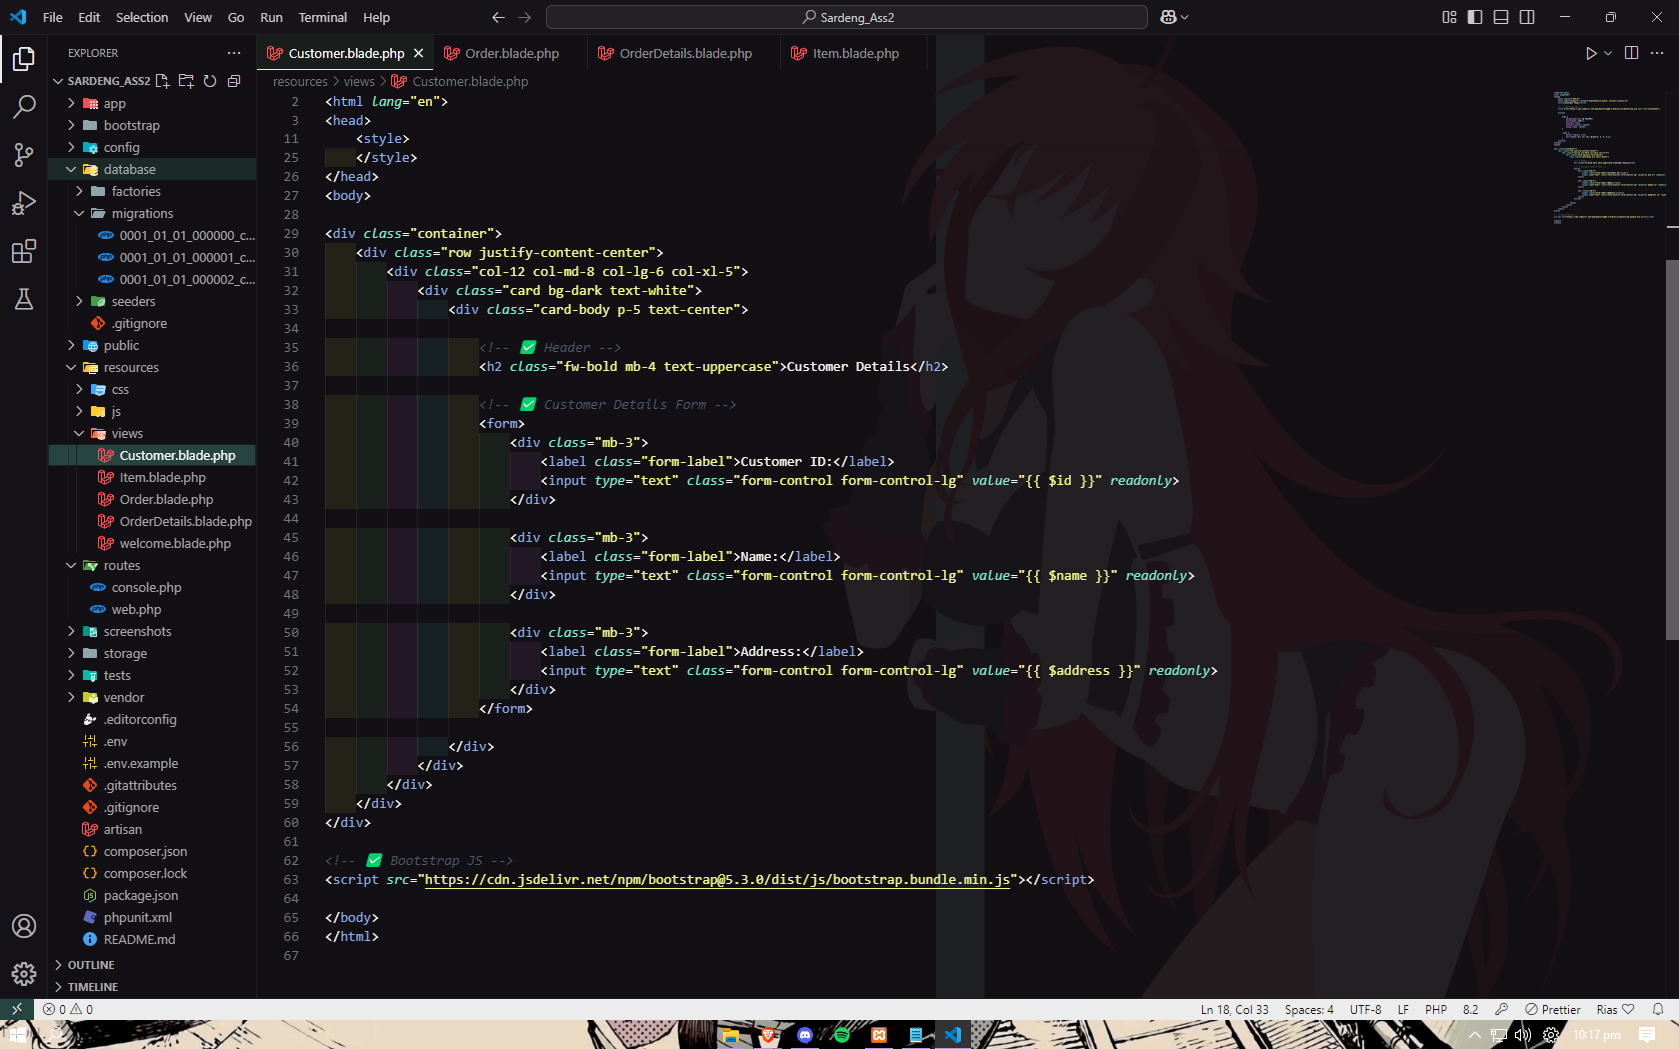 File Edit Selection View Go Run Terminal Help
Sardeng_Ass2
EXPLORER
Customer.blade.php
Order.blade.php
OrderDetails.blade.php
Item.blade.php
SARDENG_ASS2
resources > views > Customer.blade.php
app
bootstrap
config
database
factories
migrations
0001_01_01_000000_c...
0001_01_01_000001_c...
0001_01_01_000002_c...
seeders
.gitignore
public
resources
css
js
views
Customer.blade.php
Item.blade.php
Order.blade.php
OrderDetails.blade.php
welcome.blade.php
routes
console.php
web.php
screenshots
storage
tests
vendor
.editorconfig
.env
.env.example
.gitattributes
.gitignore
artisan
composer.json
composer.lock
package.json
phpunit.xml
README.md
OUTLINE
TIMELINE
2 <html lang="en">
3 <head>
11 <style>
25 </style>
26 </head>
27 <body>
28
29 <div class="container">
30 <div class="row justify-content-center">
31 <div class="col-12 col-md-8 col-lg-6 col-xl-5">
32 <div class="card bg-dark text-white">
33 <div class="card-body p-5 text-center">
34
35 <!-- ✅ Header -->
36 <h2 class="fw-bold mb-4 text-uppercase">Customer Details</h2>
37
38 <!-- ✅ Customer Details Form -->
39 <form>
40 <div class="mb-3">
41 <label class="form-label">Customer ID:</label>
42 <input type="text" class="form-control form-control-lg" value="{{ $id }}" readonly>
43 </div>
44
45 <div class="mb-3">
46 <label class="form-label">Name:</label>
47 <input type="text" class="form-control form-control-lg" value="{{ $name }}" readonly>
48 </div>
49
50 <div class="mb-3">
51 <label class="form-label">Address:</label>
52 <input type="text" class="form-control form-control-lg" value="{{ $address }}" readonly>
53 </div>
54 </form>
55
56 </div>
57 </div>
58 </div>
59 </div>
60 </div>
61
62 <!-- ✅ Bootstrap JS -->
63 <script src="https://cdn.jsdelivr.net/npm/bootstrap@5.3.0/dist/js/bootstrap.bundle.min.js"></script>
64
65 </body>
66 </html>
67
0 0
Ln 18, Col 33 Spaces: 4 UTF-8 LF PHP 8.2 Prettier Rias ♡
10:17 pm